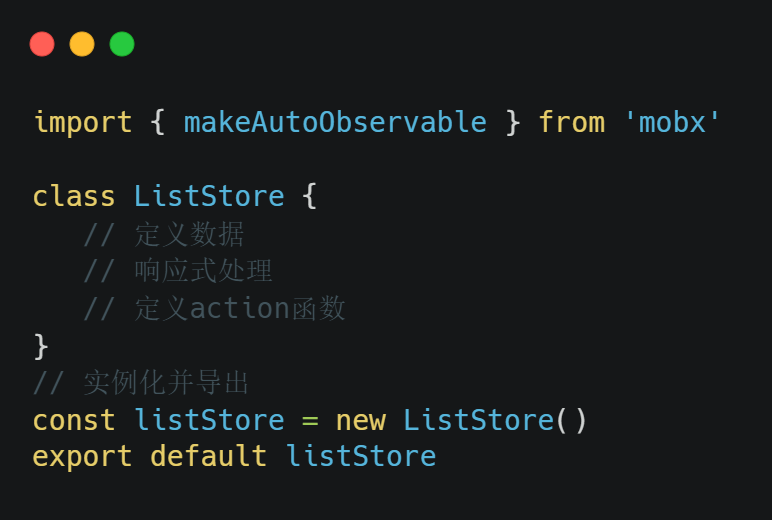 import { makeAutoObservable } from 'mobx'
class ListStore {
// 定义数据
// 响应式处理
// 定义action函数
}
// 实例化并导出
const listStore = new ListStore()
export default listStore